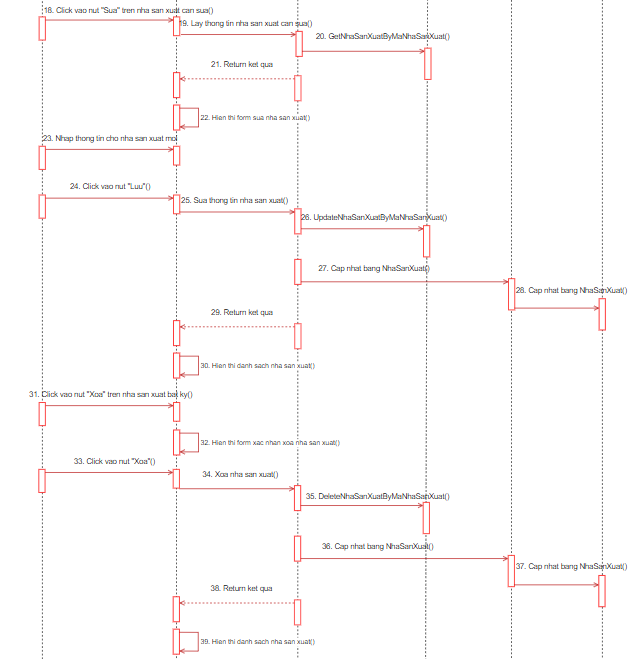 18. Click vao nut "Sua" tren nha san xuat can sua()
19. Lay thong tin nha san xuat can sua()
20. GetNhaSanXuatByMaNhaSanXuat()
21. Return ket qua
22. Hien thi form sua nha san xuat()
23. Nhap thong tin cho nha san xuat moi
24. Click vao nut "Luu"()
25. Sua thong tin nha san xuat()
26. UpdateNhaSanXuatByMaNhaSanXuat()
27. Cap nhat bang NhaSanXuat()
28. Cap nhat bang NhaSanXuat()
29. Return ket qua
30. Hien thi danh sach nha san xuat()
31. Click vao nut "Xoa" tren nha san xuat bat ky()
32. Hien thi form xac nhan xoa nha san xuat()
33. Click vao nut "Xoa"()
34. Xoa nha san xuat()
35. DeleteNhaSanXuatByMaNhaSanXuat()
36. Cap nhat bang NhaSanXuat()
37. Cap nhat bang NhaSanXuat()
38. Return ket qua
39. Hien thi danh sach nha san xuat()